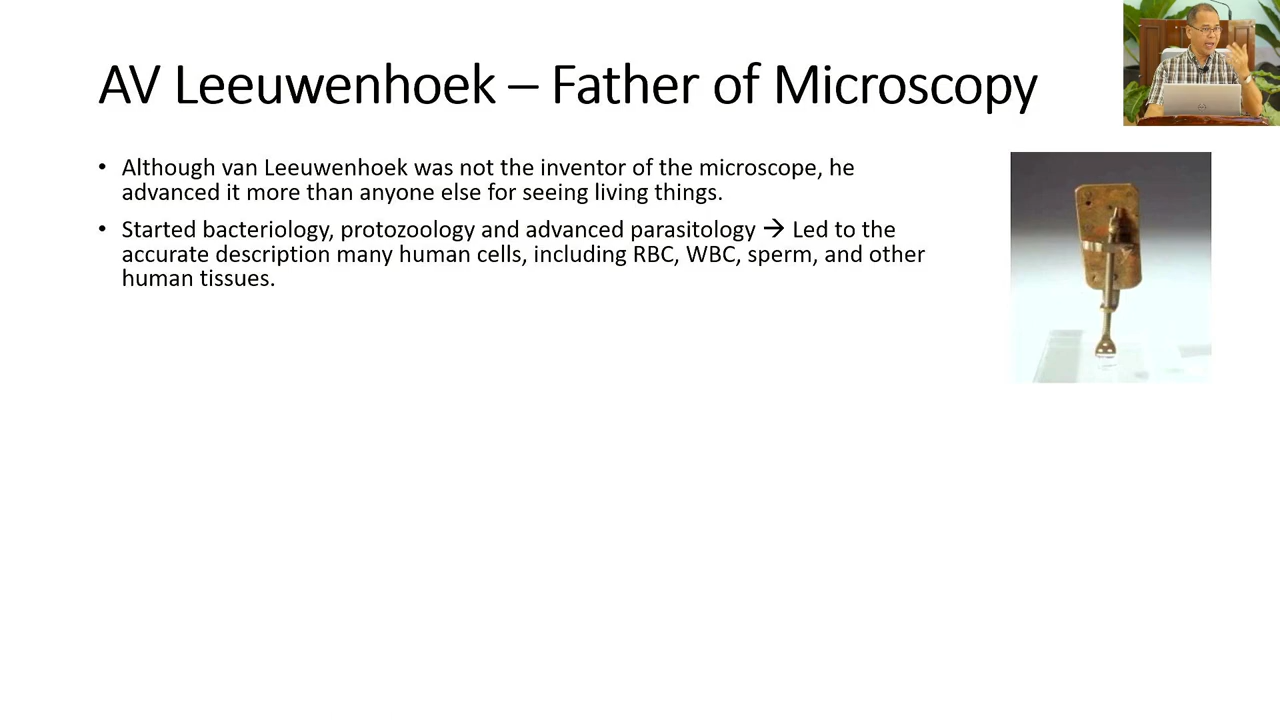 AV Leeuwenhoek – Father of Microscopy
• Although van Leeuwenhoek was not the inventor of the microscope, he
advanced it more than anyone else for seeing living things.
• Started bacteriology, protozoology and advanced parasitology → Led to the
accurate description many human cells, including RBC, WBC, sperm, and other
human tissues.